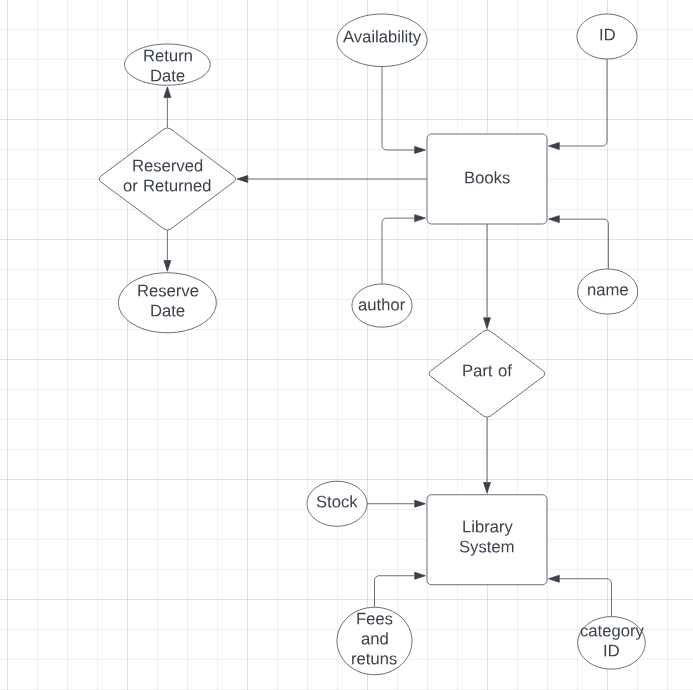 Availability
ID
Return
Date
Reserved
or Returned
Books
Reserve
Date
author
name
Part of
Stock
Library
System
Fees
and
retuns
category
ID